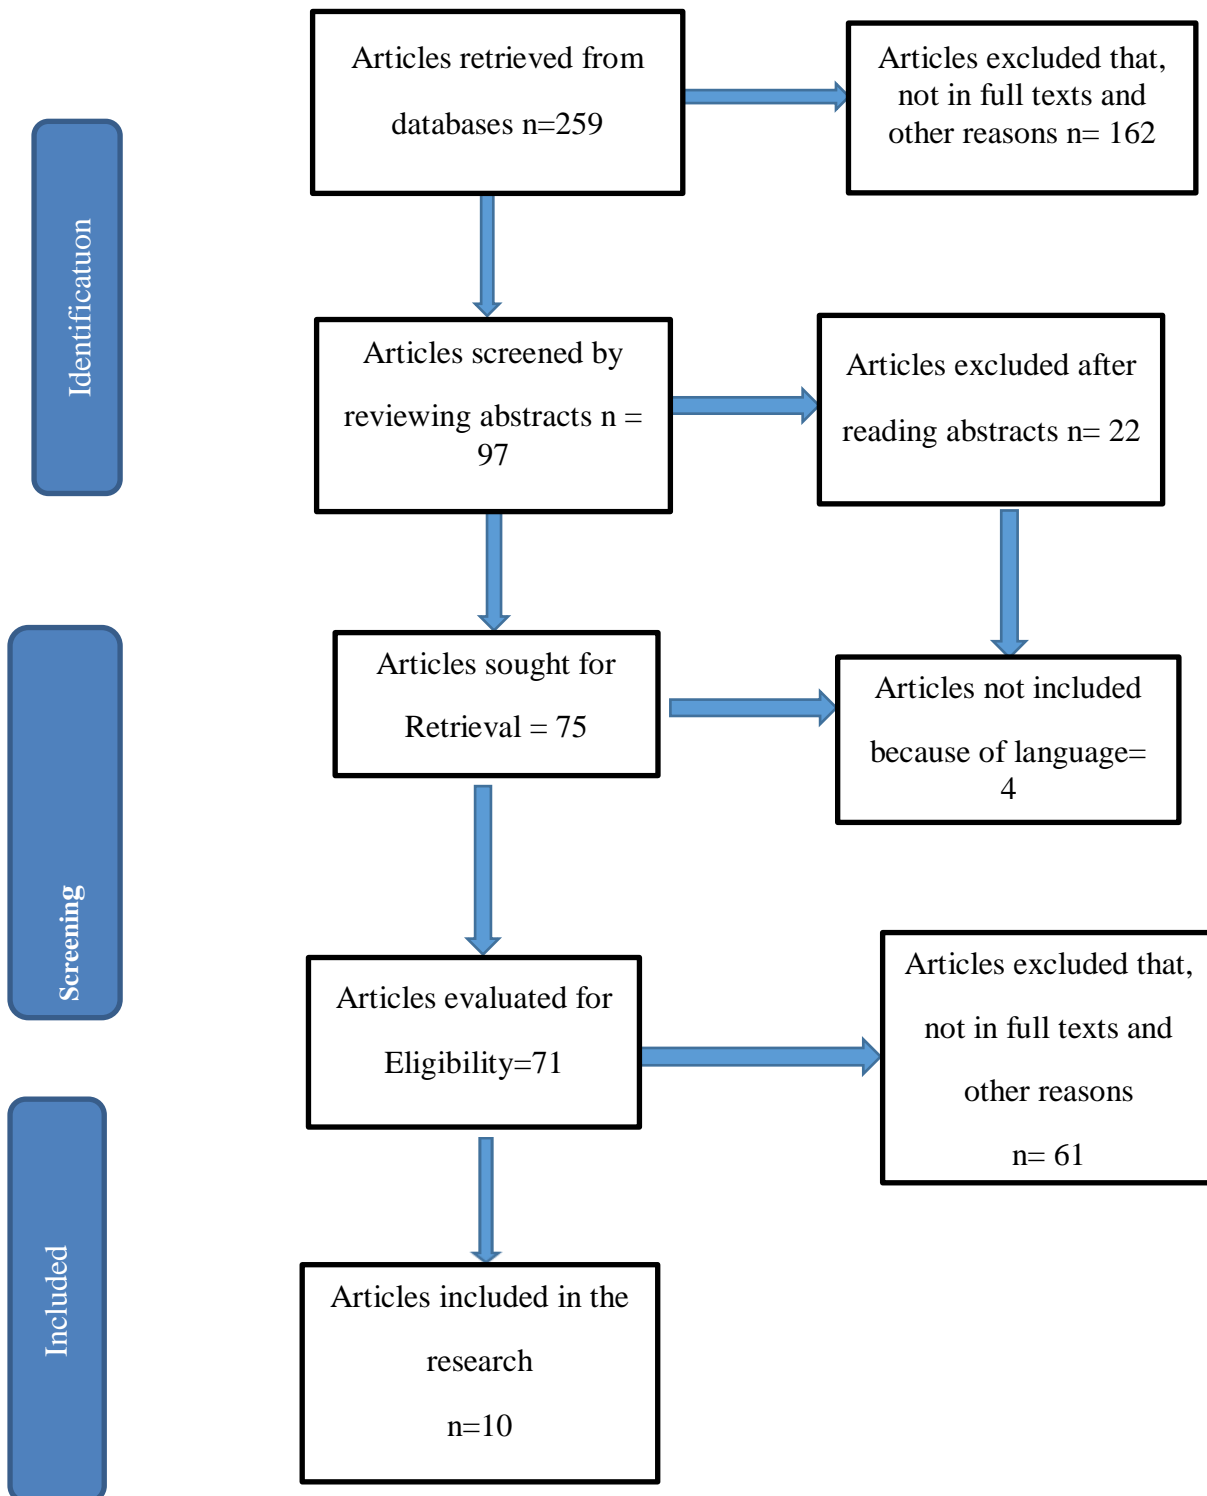 Articles retrieved from
databases n=259
Articles excluded that,
not in full texts and
other reasons n= 162
Identificatuon
Articles screened by
reviewing abstracts n =
97
Articles excluded after
reading abstracts n= 22
Screening
Articles sought for
Retrieval = 75
Articles not included
because of language=
4
Articles evaluated for
Eligibility=71
Articles excluded that,
not in full texts and
other reasons
n= 61
Included
Articles included in the
research
n=10